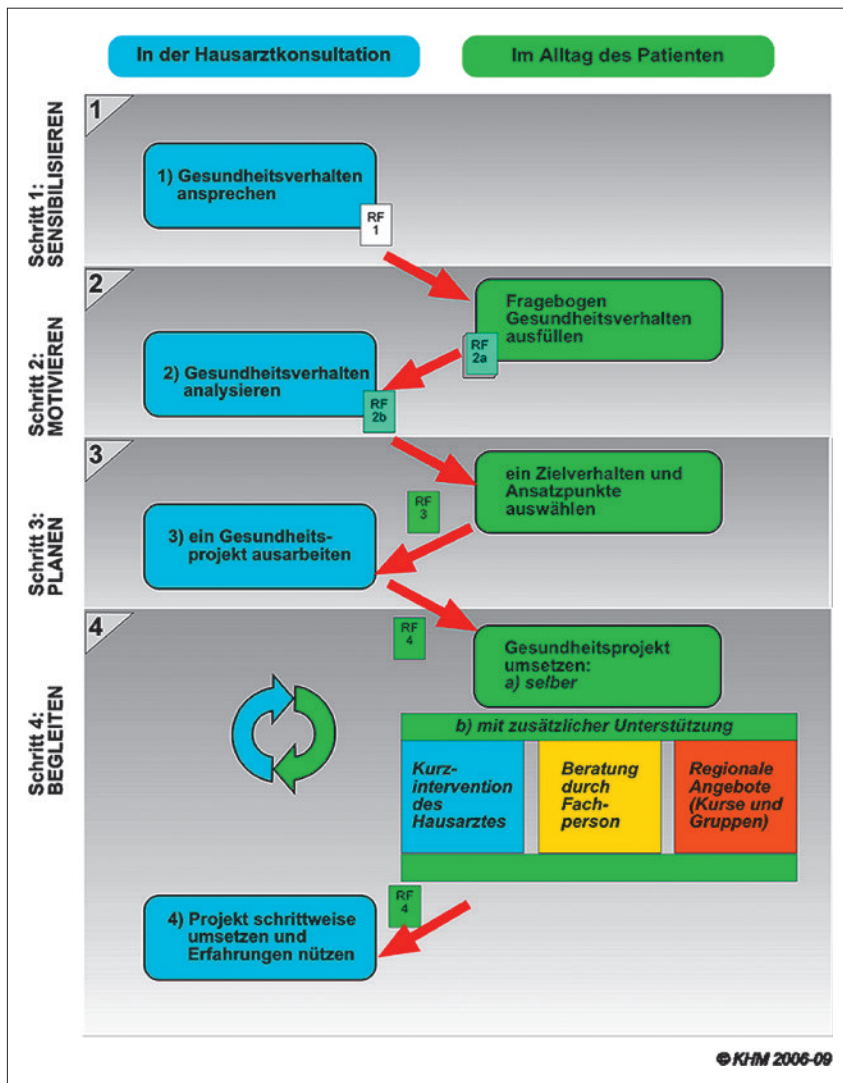 In der Hausarztkonsultation
Im Alltag des Patienten
Schritt 1:
SENSIBILISIEREN
1
1) Gesundheitsverhalten
ansprechen
RF
1
Schritt 2:
MOTIVIEREN
2
Fragebogen
Gesundheitsverhalten
ausfüllen
RF
2a
2) Gesundheitsverhalten
analysieren
RF
2b
Schritt 3:
PLANEN
3
ein Zielverhalten und
Ansatzpunkte
auswählen
RF
3
3) ein Gesundheits-
projekt ausarbeiten
Schritt 4:
BEGLEITEN
4
RF
4
Gesundheitsprojekt
umsetzen:
a) selber
b) mit zusätzlicher Unterstützung
Kurz-
intervention
des
Hausarztes
Beratung
durch
Fach-
person
Regionale
Angebote
(Kurse und
Gruppen)
RF
4
4) Projekt schrittweise
umsetzen und
Erfahrungen nützen
© KHM 2006-09